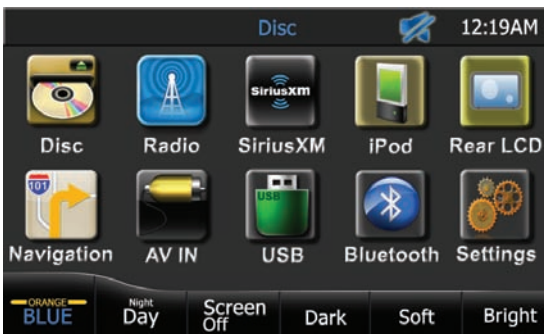 Disc 12:19AM
SiriusXM
Disc Radio SiriusXM iPod Rear LCD
101 USB
Navigation AV IN USB Bluetooth Settings
ORANGE Night
BLUE Day Screen Off Dark Soft Bright